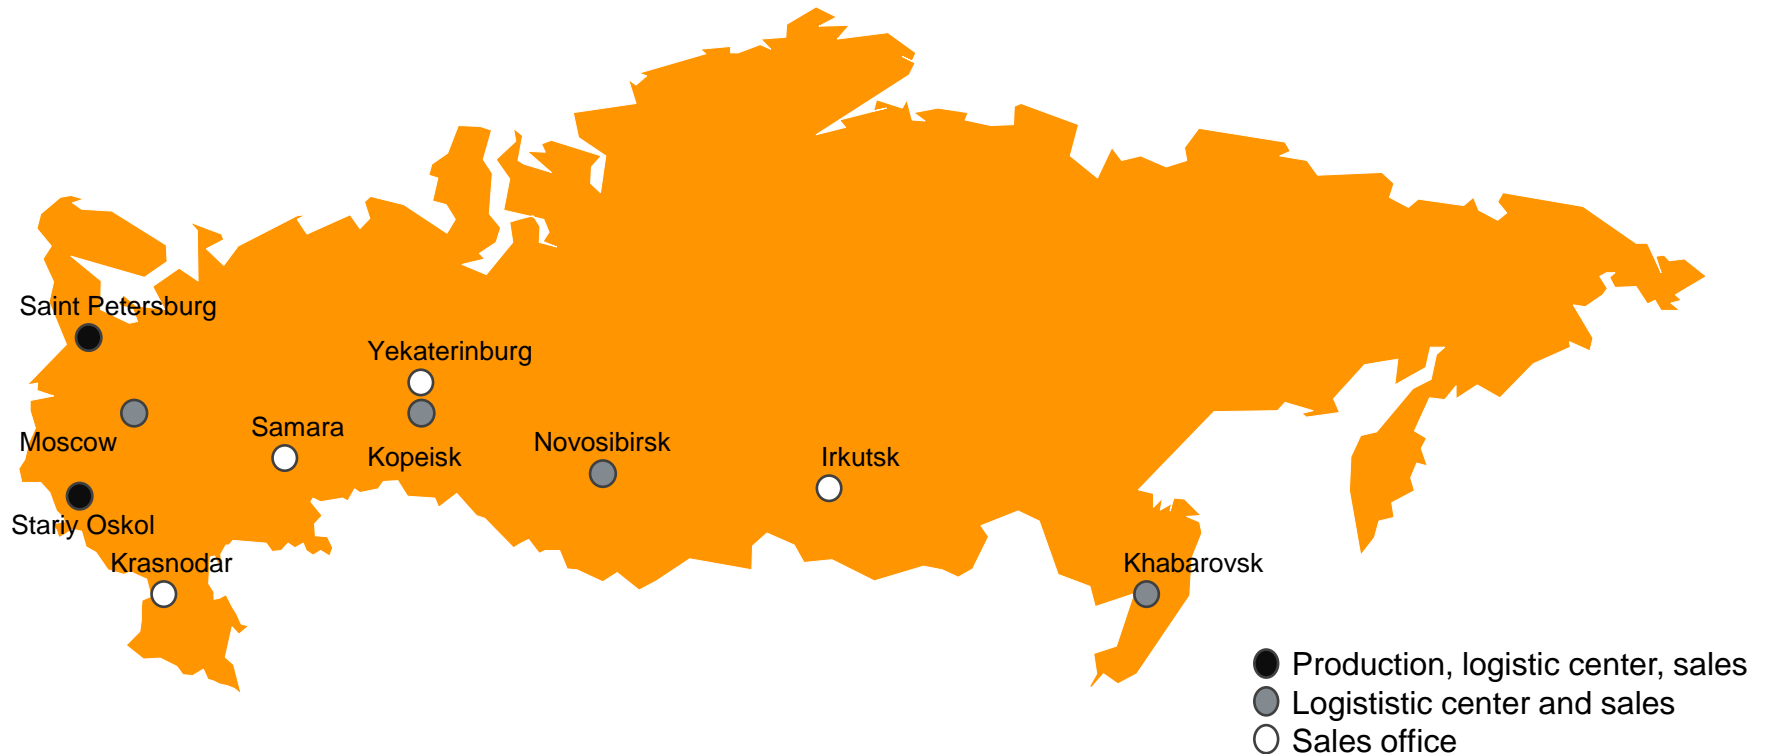 Saint Petersburg
Yekaterinburg
Samara
Moscow
Kopeisk
Novosibirsk
Irkutsk
Stariy Oskol
Krasnodar
Khabarovsk
Production, logistic center, sales
Logististic center and sales
Sales office